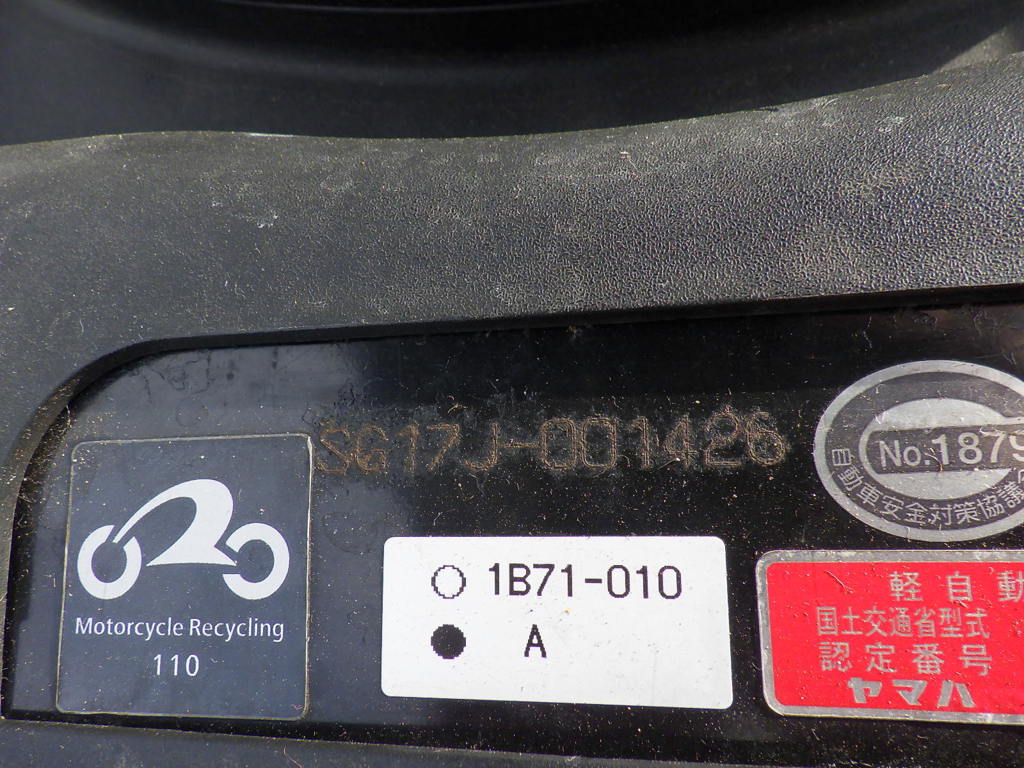 SG17J-001426
No.1879
自動車安全対策協議
Motorcycle Recycling
110
1B71-010
A
軽自動
国土交通省型式
認定番号
ヤマハ